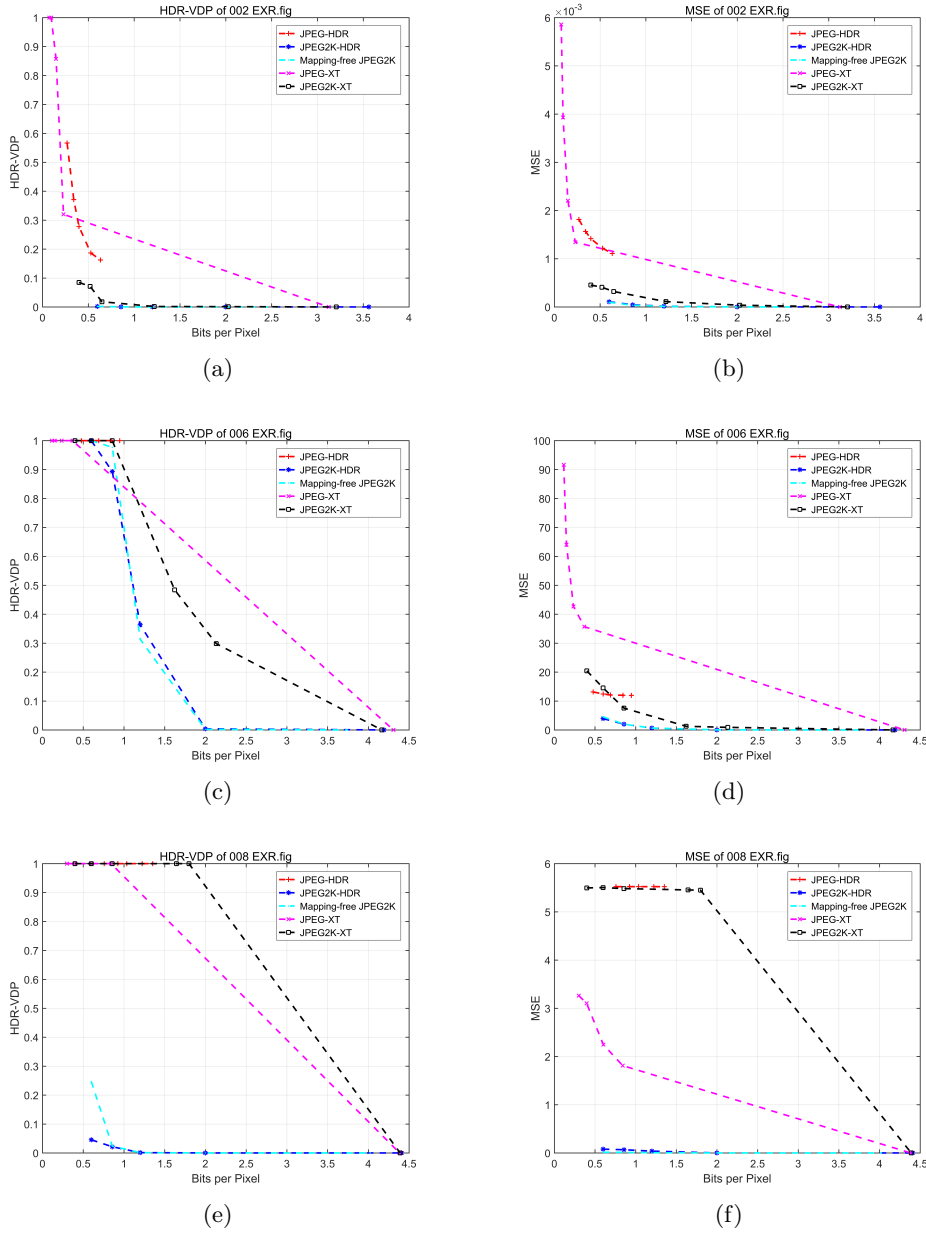 HDR-VDP of 002 EXR.fig
HDR-VDP
1
0.9
0.8
0.7
0.6
0.5
0.4
0.3
0.2
0.1
0
0 0.5 1 1.5 2 2.5 3 3.5 4
Bits per Pixel
JPEG-HDR
JPEG2K-HDR
Mapping-free JPEG2K
JPEG-XT
JPEG2K-XT
(a)
MSE of 002 EXR.fig
×10⁻³
MSE
6
5
4
3
2
1
0
0 0.5 1 1.5 2 2.5 3 3.5 4
Bits per Pixel
JPEG-HDR
JPEG2K-HDR
Mapping-free JPEG2K
JPEG-XT
JPEG2K-XT
(b)
HDR-VDP of 006 EXR.fig
HDR-VDP
1
0.9
0.8
0.7
0.6
0.5
0.4
0.3
0.2
0.1
0
0 0.5 1 1.5 2 2.5 3 3.5 4 4.5
Bits per Pixel
JPEG-HDR
JPEG2K-HDR
Mapping-free JPEG2K
JPEG-XT
JPEG2K-XT
(c)
MSE of 006 EXR.fig
MSE
100
90
80
70
60
50
40
30
20
10
0
0 0.5 1 1.5 2 2.5 3 3.5 4 4.5
Bits per Pixel
JPEG-HDR
JPEG2K-HDR
Mapping-free JPEG2K
JPEG-XT
JPEG2K-XT
(d)
HDR-VDP of 008 EXR.fig
HDR-VDP
1
0.9
0.8
0.7
0.6
0.5
0.4
0.3
0.2
0.1
0
0 0.5 1 1.5 2 2.5 3 3.5 4 4.5
Bits per Pixel
JPEG-HDR
JPEG2K-HDR
Mapping-free JPEG2K
JPEG-XT
JPEG2K-XT
(e)
MSE of 008 EXR.fig
MSE
6
5
4
3
2
1
0
0 0.5 1 1.5 2 2.5 3 3.5 4 4.5
Bits per Pixel
JPEG-HDR
JPEG2K-HDR
Mapping-free JPEG2K
JPEG-XT
JPEG2K-XT
(f)